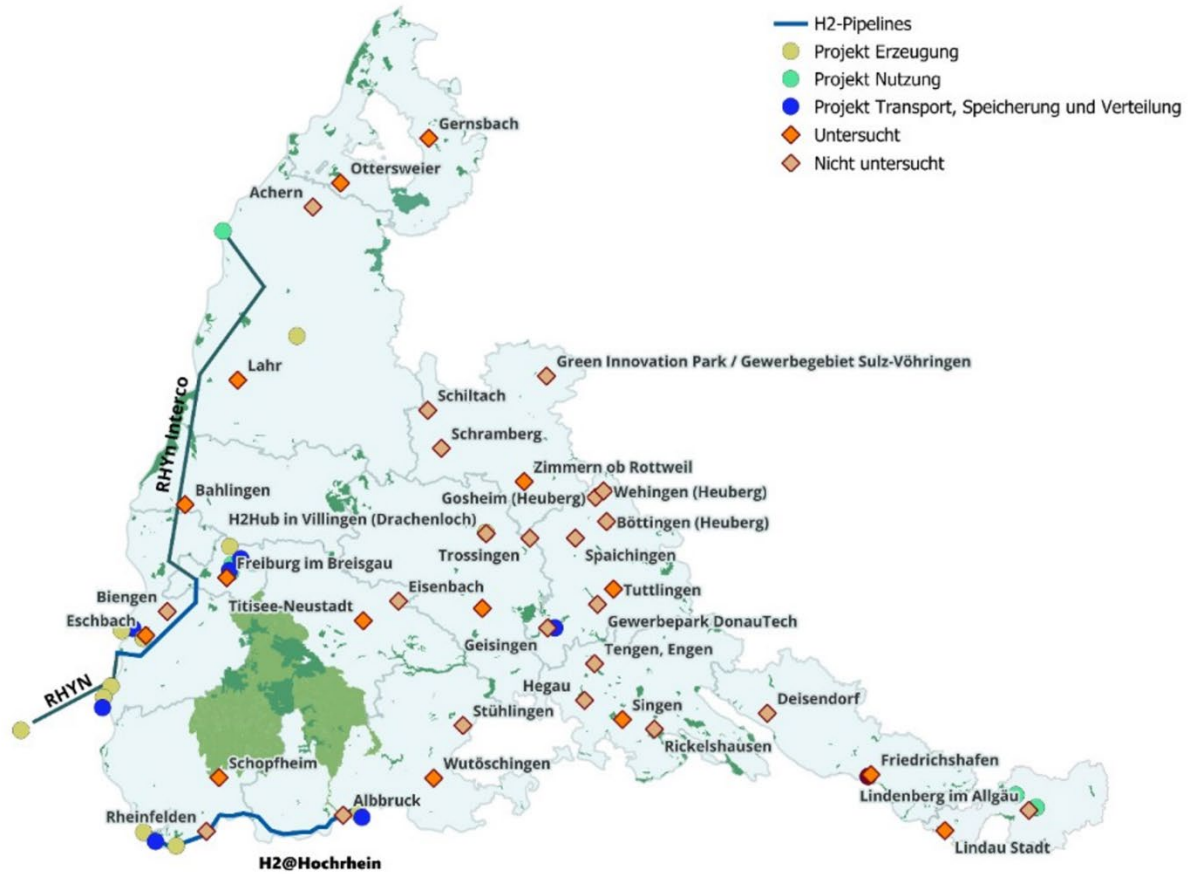 H2-Pipelines
Projekt Erzeugung
Projekt Nutzung
Projekt Transport, Speicherung und Verteilung
Untersucht
Nicht untersucht
Gernsbach
Ottersweier
Achern
Lahr
Green Innovation Park / Gewerbegebiet Sulz-Vöhringen
Schiltach
Schramberg
RHYn Interco
Zimmern ob Rottweil
Bahlingen
Gosheim (Heuberg)
Wehingen (Heuberg)
H2Hub in Villingen (Drachenloch)
Böttingen (Heuberg)
Trossingen
Spaichingen
Freiburg im Breisgau
Eisenbach
Tuttlingen
Biengen
Titisee-Neustadt
Eschbach
Gewerbepark DonauTech
Geisingen
Tengen, Engen
RHYN
Hegau
Singen
Deisendorf
Stühlingen
Rickelshausen
Schopfheim
Wutöschingen
Friedrichshafen
Lindenberg im Allgäu
Albbruck
Rheinfelden
Lindau Stadt
H2@Hochrhein